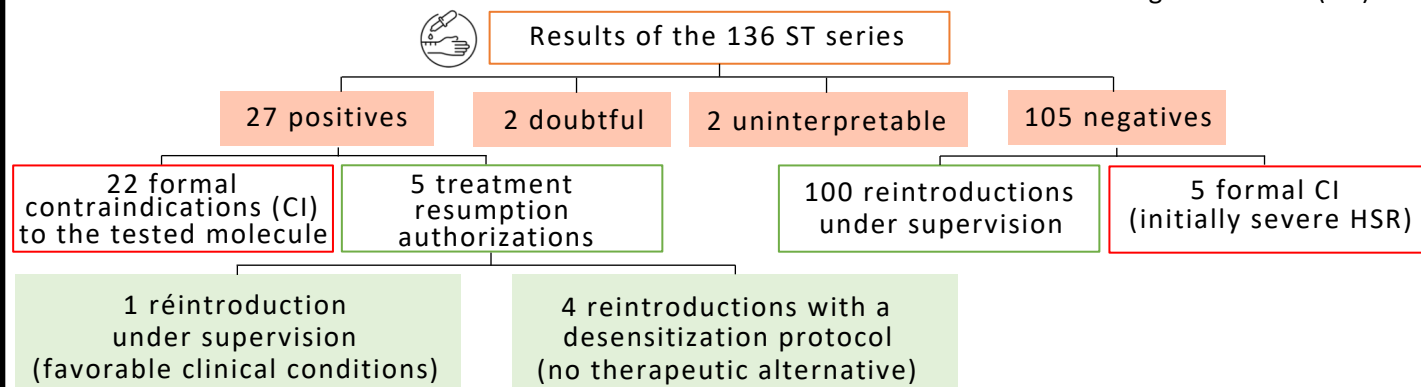 Results of the 136 ST series
27 positives
2 doubtful
2 uninterpretable
105 negatives
22 formal
contraindications (CI)
to the tested molecule
5 treatment
resumption
authorizations
100 reintroductions
under supervision
5 formal CI
(initially severe HSR)
1 réintroduction
under supervision
(favorable clinical conditions)
4 reintroductions with a
desensitization protocol
(no therapeutic alternative)